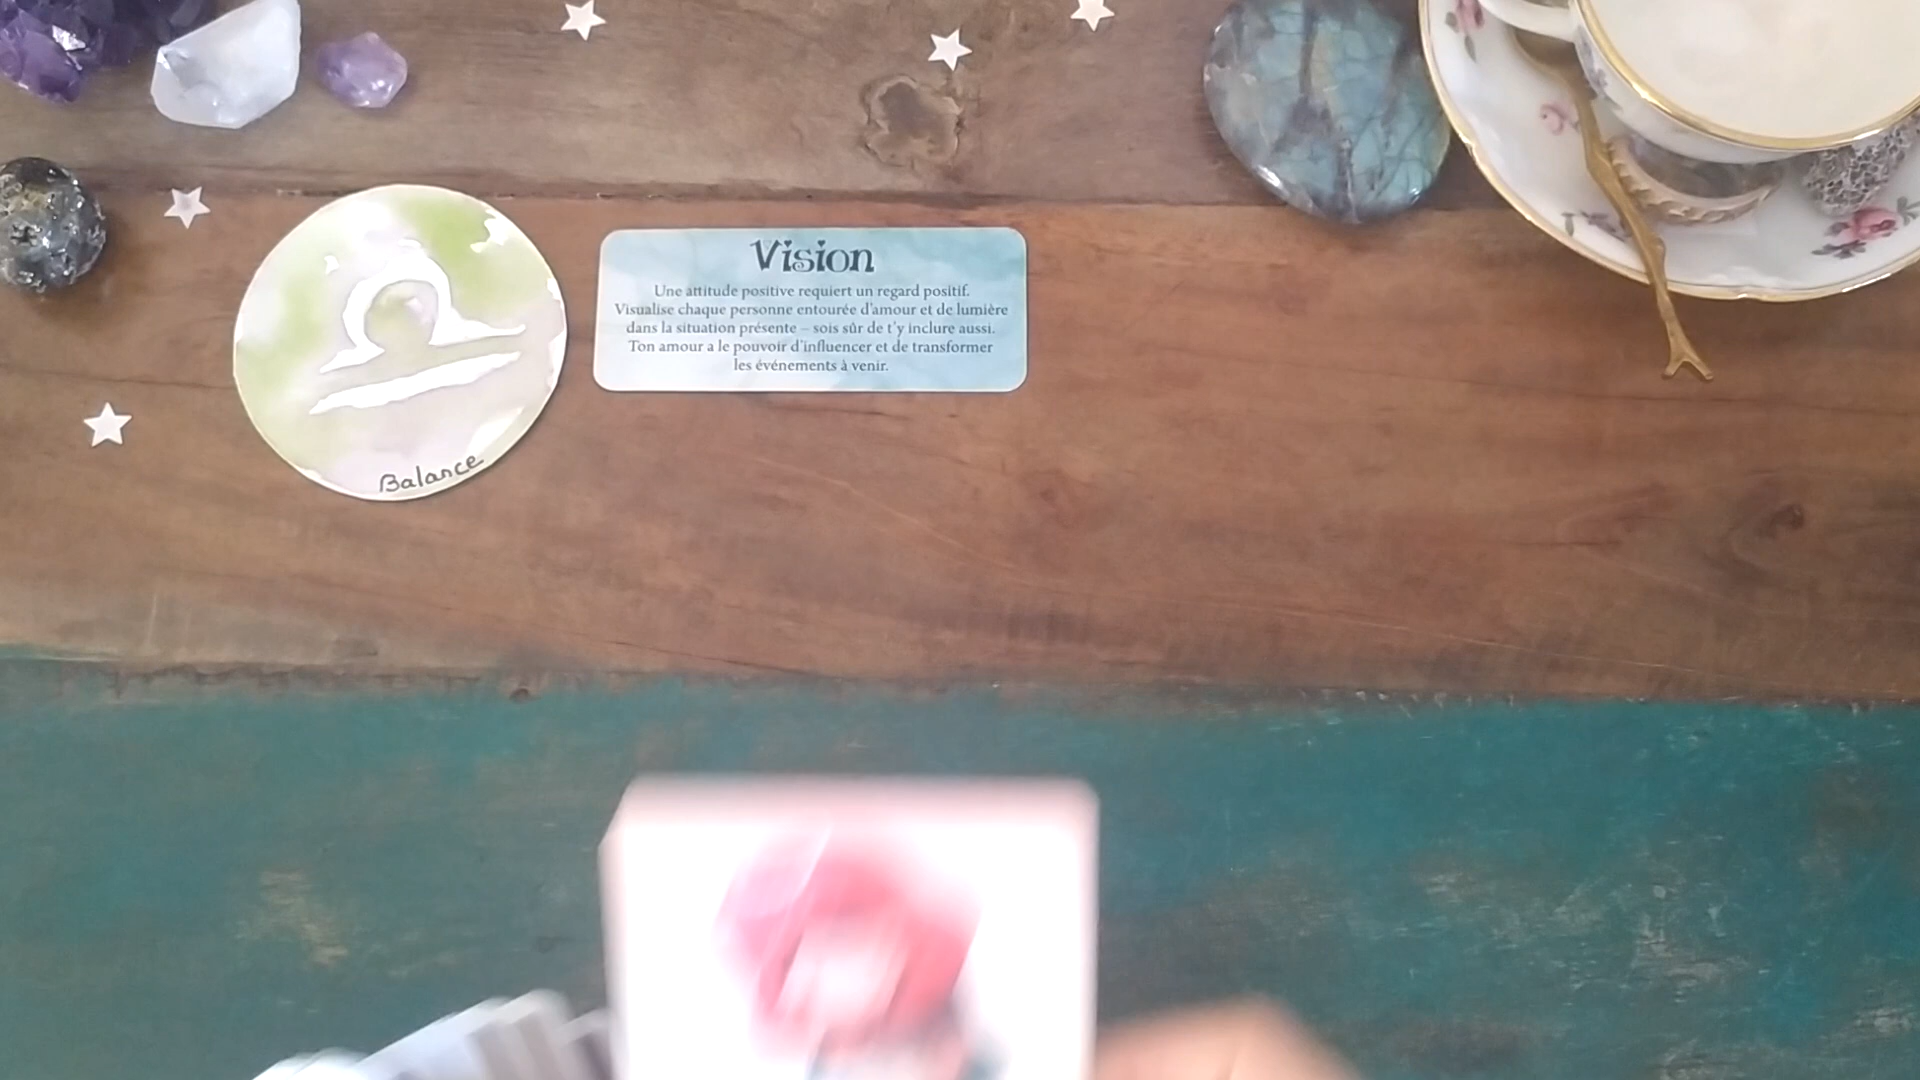 Vision
Une attitude positive requiert un regard positif.
Visualise chaque personne entourée d'amour et de lumière
dans la situation présente – sois sûr de t'y inclure aussi.
Ton amour a le pouvoir d'influencer et de transformer
les événements à venir.
Balance